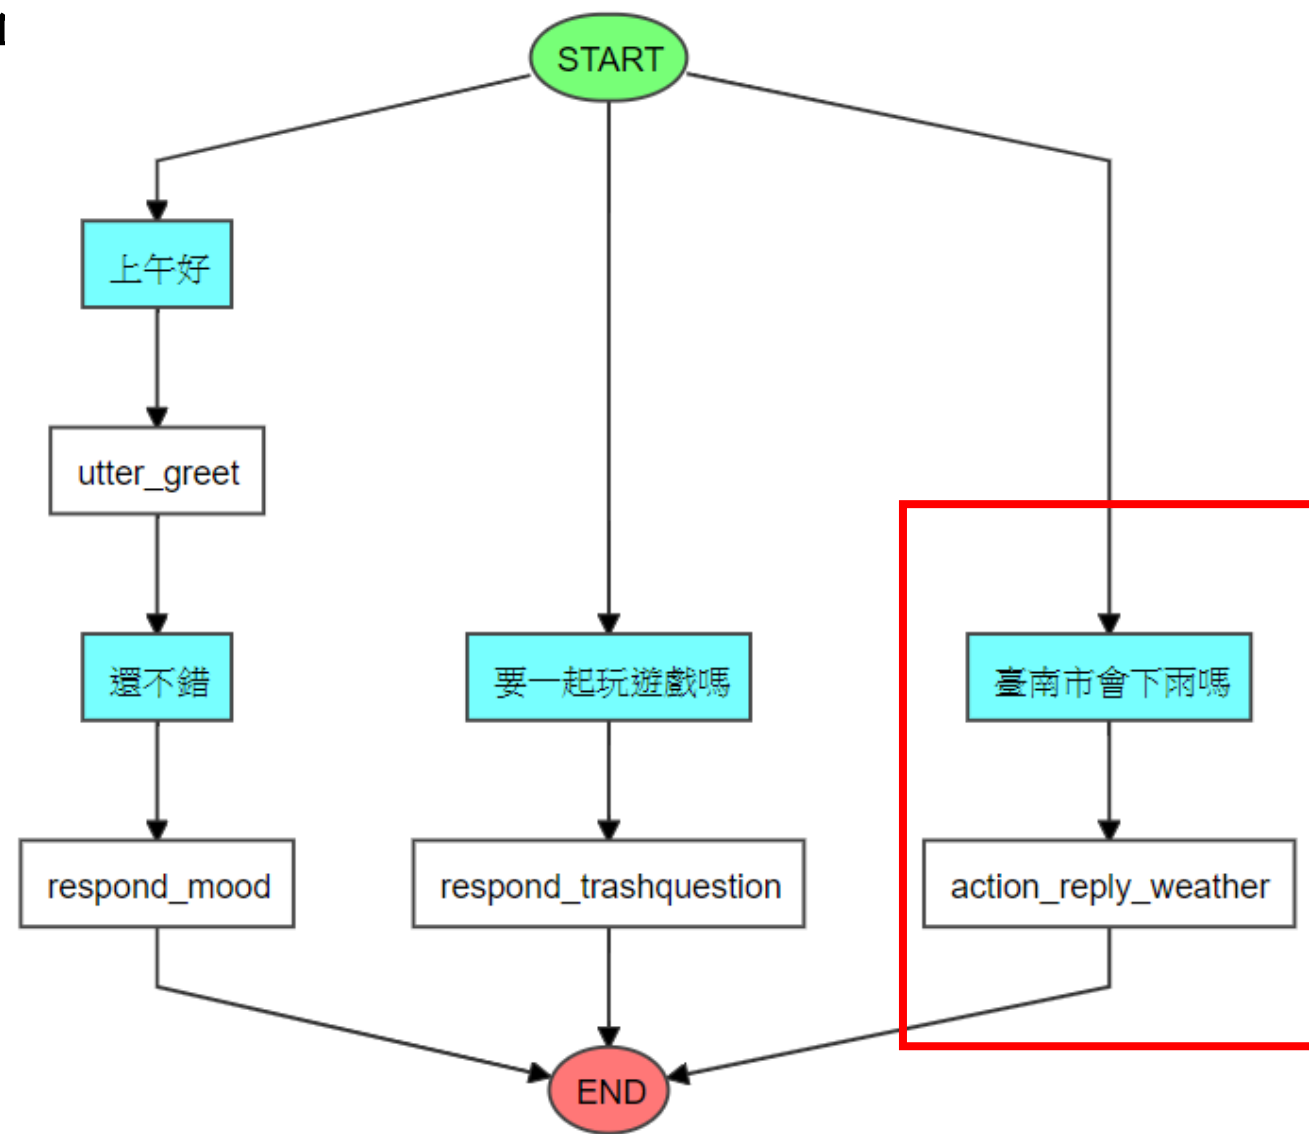 START
上午好
utter_greet
還不錯
要一起玩遊戲嗎
臺南市會下雨嗎
respond_mood
respond_trashquestion
action_reply_weather
END